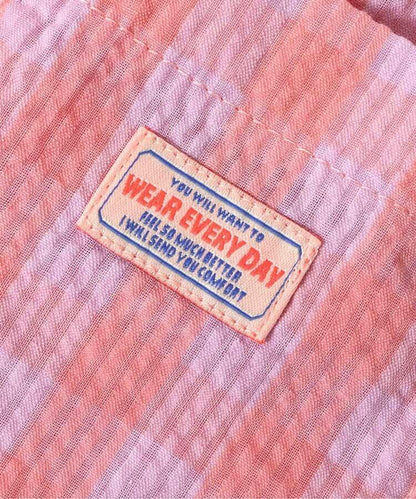 YOU WILL WANT TO
WEAR EVERY DAY
FEEL SO MUCH BETTER
I WILL SEND YOU COMFORT